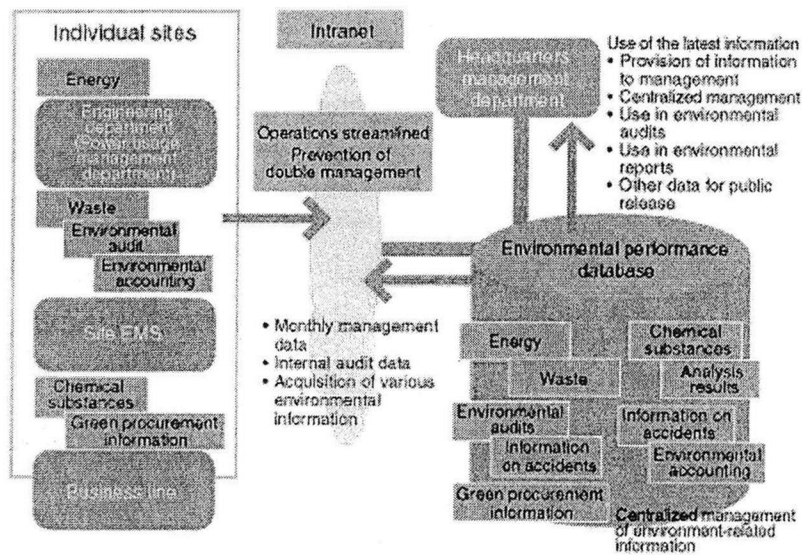 Individual sites
Energy
Engineering
department
(Power usage
management
department)
Waste
Environmental
audit
Environmental
accounting
Site EMS
Chemical
substances
Green procurement
information
Business line
Intranet
Operations streamlined
Prevention of
double management
• Monthly management
data
• Internal audit data
• Acquisition of various
environmental
information
Headquarters
management
department
Use of the latest information
• Provision of information
to management
• Centralized management
• Use in environmental
audits
• Use in environmental
reports
• Other data for public
release
Environmental performance
database
Energy
Chemical
substances
Waste
Analysis
results
Environmental
audits
Information on
accidents
Information
on accidents
Environmental
accounting
Green procurement
information
Centralized management
of environment-related
information